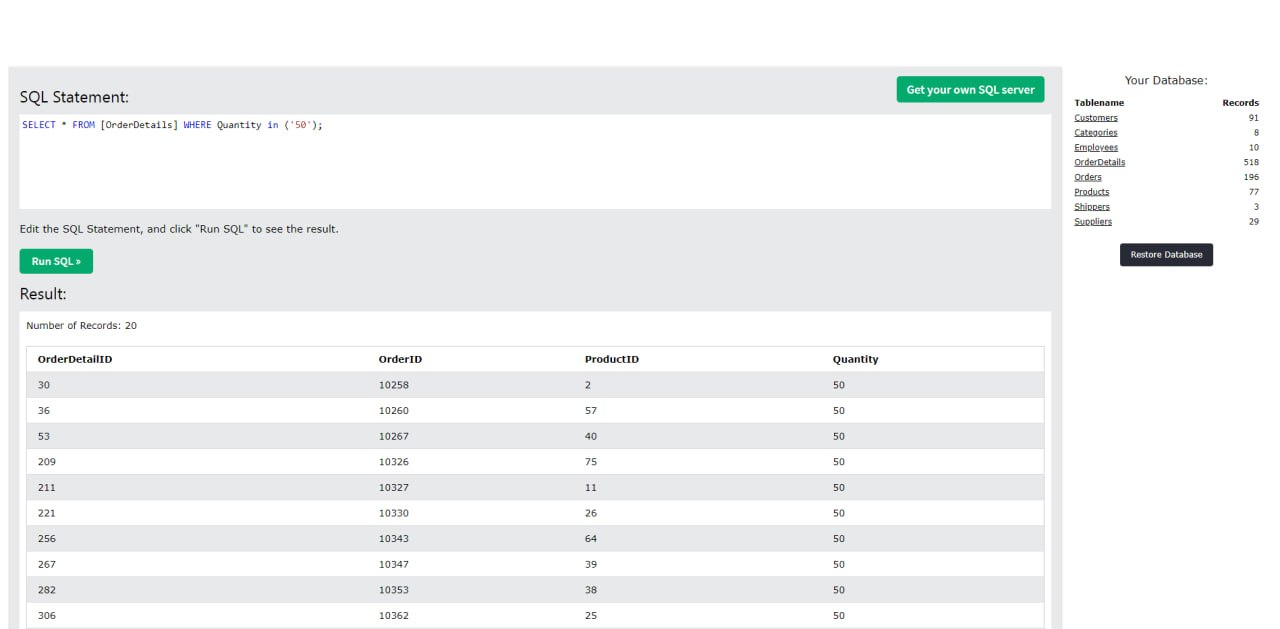 Get your own SQL server
SQL Statement:
SELECT * FROM [OrderDetails] WHERE Quantity in ('50');
Edit the SQL Statement, and click "Run SQL" to see the result.
Run SQL »
Result:
Number of Records: 20
OrderDetailID OrderID ProductID Quantity
30 10258 2 50
36 10260 57 50
53 10267 40 50
209 10326 75 50
211 10327 11 50
221 10330 26 50
256 10343 64 50
267 10347 39 50
282 10353 38 50
306 10362 25 50
Your Database:
Tablename Records
Customers 91
Categories 8
Employees 10
OrderDetails 518
Orders 196
Products 77
Shippers 3
Suppliers 29
Restore Database